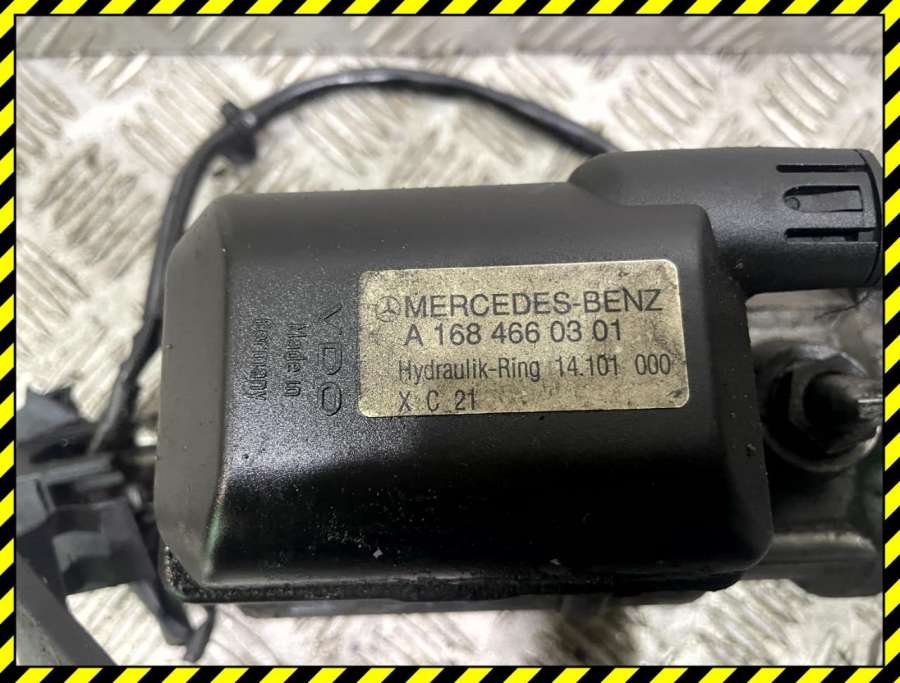 MERCEDES-BENZ
A 168 466 03 01
Hydraulik-Ring 14.101 000
X C 21
VDO
Made in
Germany